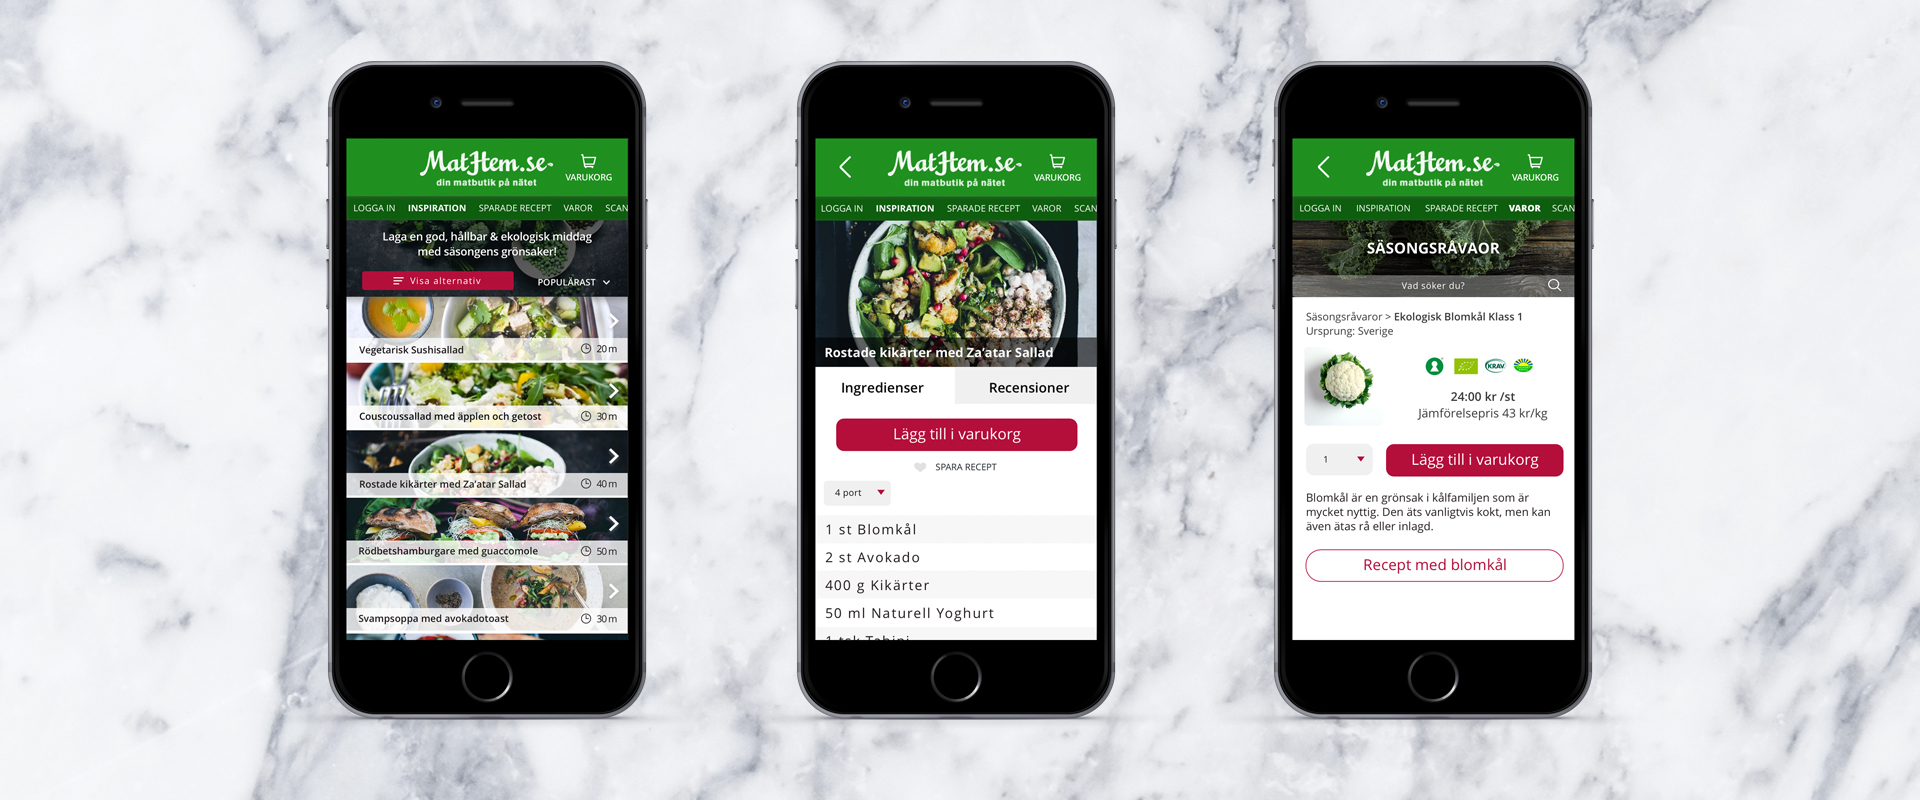 MatHem.se
din matbutik på nätet
VARUKORG
LOGGA IN INSPIRATION SPARADE RECEPT VAROR SCAN
Laga en god, hållbar & ekologisk middag
med säsongens grönsaker!
Visa alternativ
POPULÄRAST
Vegetarisk Sushisallad 20 m
Couscoussallad med äpplen och getost 30 m
Rostade kikärter med Za'atar Sallad 40 m
Rödbetshamburgare med guaccomole 50 m
Svampsoppa med avokadotoast 30 m
MatHem.se
din matbutik på nätet
VARUKORG
LOGGA IN INSPIRATION SPARADE RECEPT VAROR SCAN
Rostade kikärter med Za'atar Sallad
Ingredienser Recensioner
Lägg till i varukorg
SPARA RECEPT
4 port
1 st Blomkål
2 st Avokado
400 g Kikärter
50 ml Naturell Yoghurt
1 tsk Tahini
MatHem.se
din matbutik på nätet
VARUKORG
LOGGA IN INSPIRATION SPARADE RECEPT VAROR SCAN
SÄSONGSRÅVAOR
Vad söker du?
Säsongsråvaror > Ekologisk Blomkål Klass 1
Ursprung: Sverige
KRAV
24:00 kr /st
Jämförelsepris 43 kr/kg
1
Lägg till i varukorg
Blomkål är en grönsak i kålfamiljen som är
mycket nyttig. Den äts vanligtvis kokt, men kan
även ätas rå eller inlagd.
Recept med blomkål